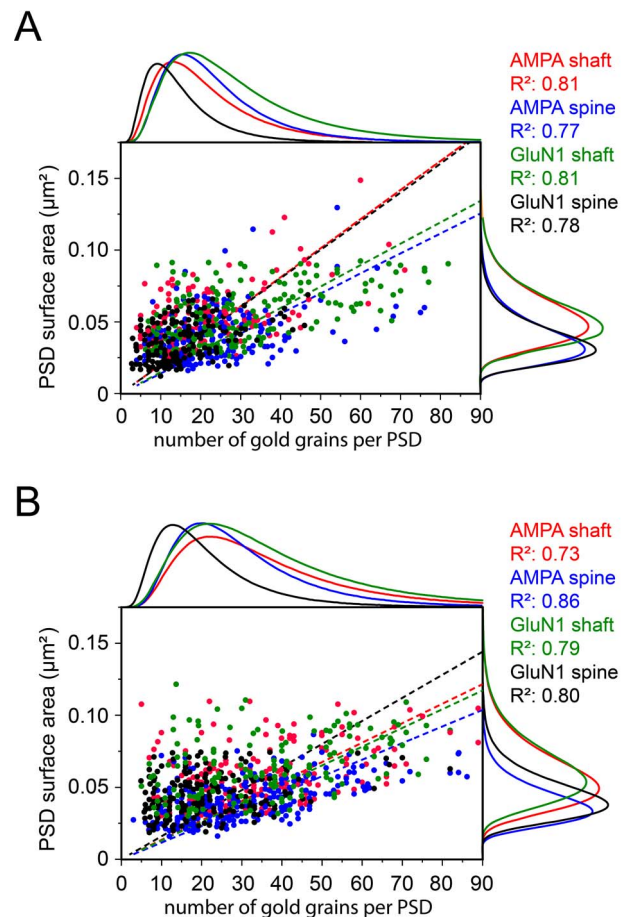 A
AMPA shaft
R²: 0.81
AMPA spine
R²: 0.77
GluN1 shaft
R²: 0.81
GluN1 spine
R²: 0.78
PSD surface area (µm²)
0.15
0.10
0.05
0
0 10 20 30 40 50 60 70 80 90
number of gold grains per PSD
B
AMPA shaft
R²: 0.73
AMPA spine
R²: 0.86
GluN1 shaft
R²: 0.79
GluN1 spine
R²: 0.80
PSD surface area (µm²)
0.15
0.10
0.05
0
0 10 20 30 40 50 60 70 80 90
number of gold grains per PSD